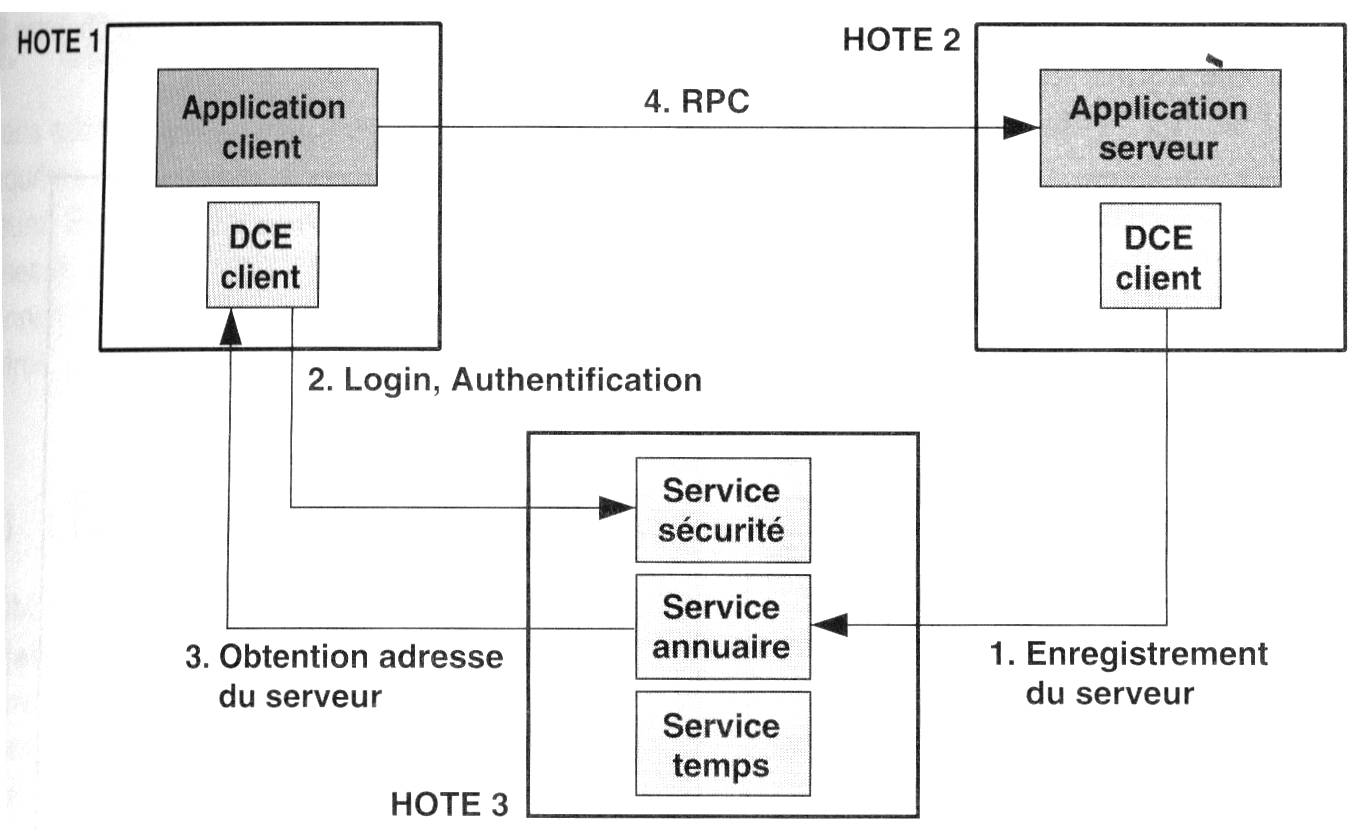 HOTE 1
HOTE 2
Application
client
4. RPC
Application
serveur
DCE
client
DCE
client
2. Login, Authentification
Service
sécurité
Service
annuaire
3. Obtention adresse
du serveur
1. Enregistrement
du serveur
Service
temps
HOTE 3